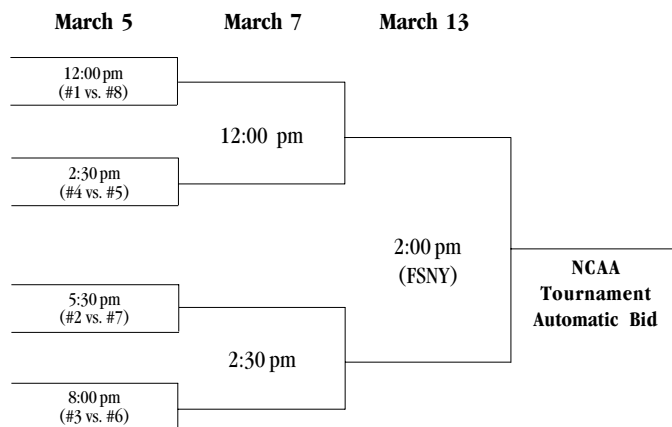 March 5 March 7 March 13
12:00 pm
(#1 vs. #8)
12:00 pm
2:30 pm
(#4 vs. #5)
2:00 pm
(FSNY)
NCAA
Tournament
Automatic Bid
5:30 pm
(#2 vs. #7)
2:30 pm
8:00 pm
(#3 vs. #6)